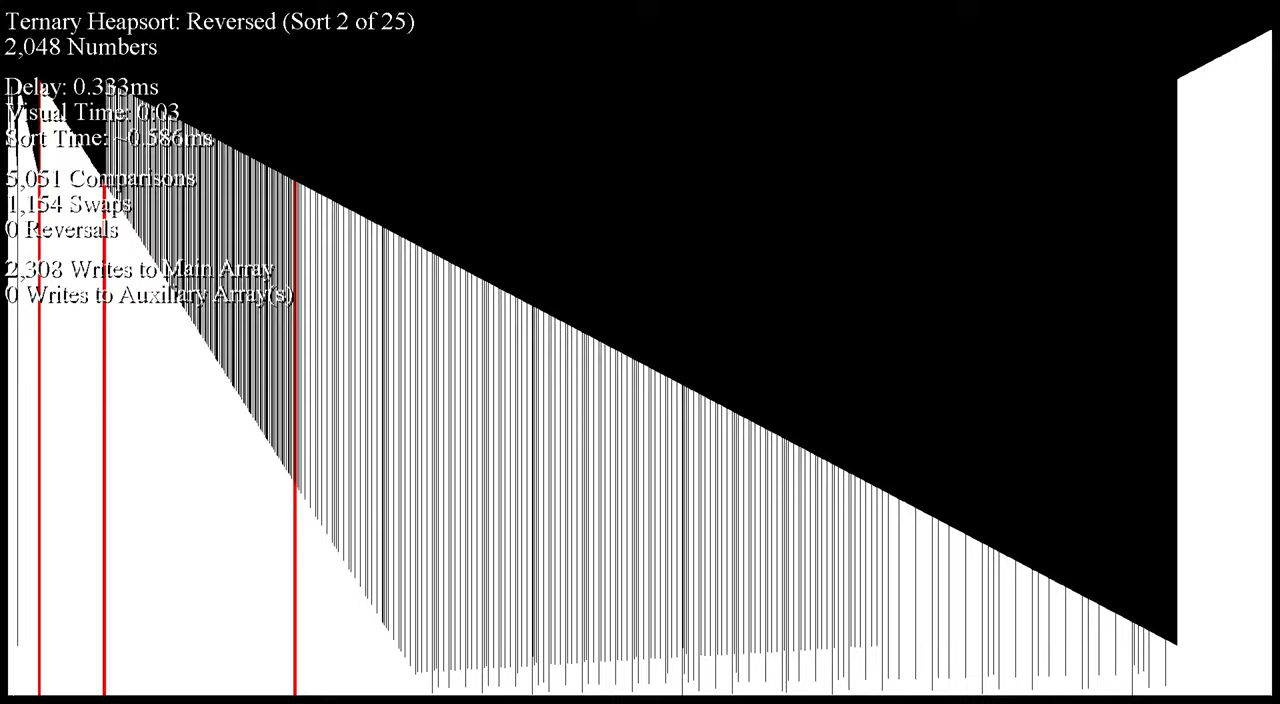 Ternary Heapsort: Reversed (Sort 2 of 25)
2,048 Numbers
Delay: 0.333ms
Visual Time: 0:03
Sort Time: ~0.586ms
5,051 Comparisons
1,154 Swaps
0 Reversals
2,308 Writes to Main Array
0 Writes to Auxiliary Array(s)